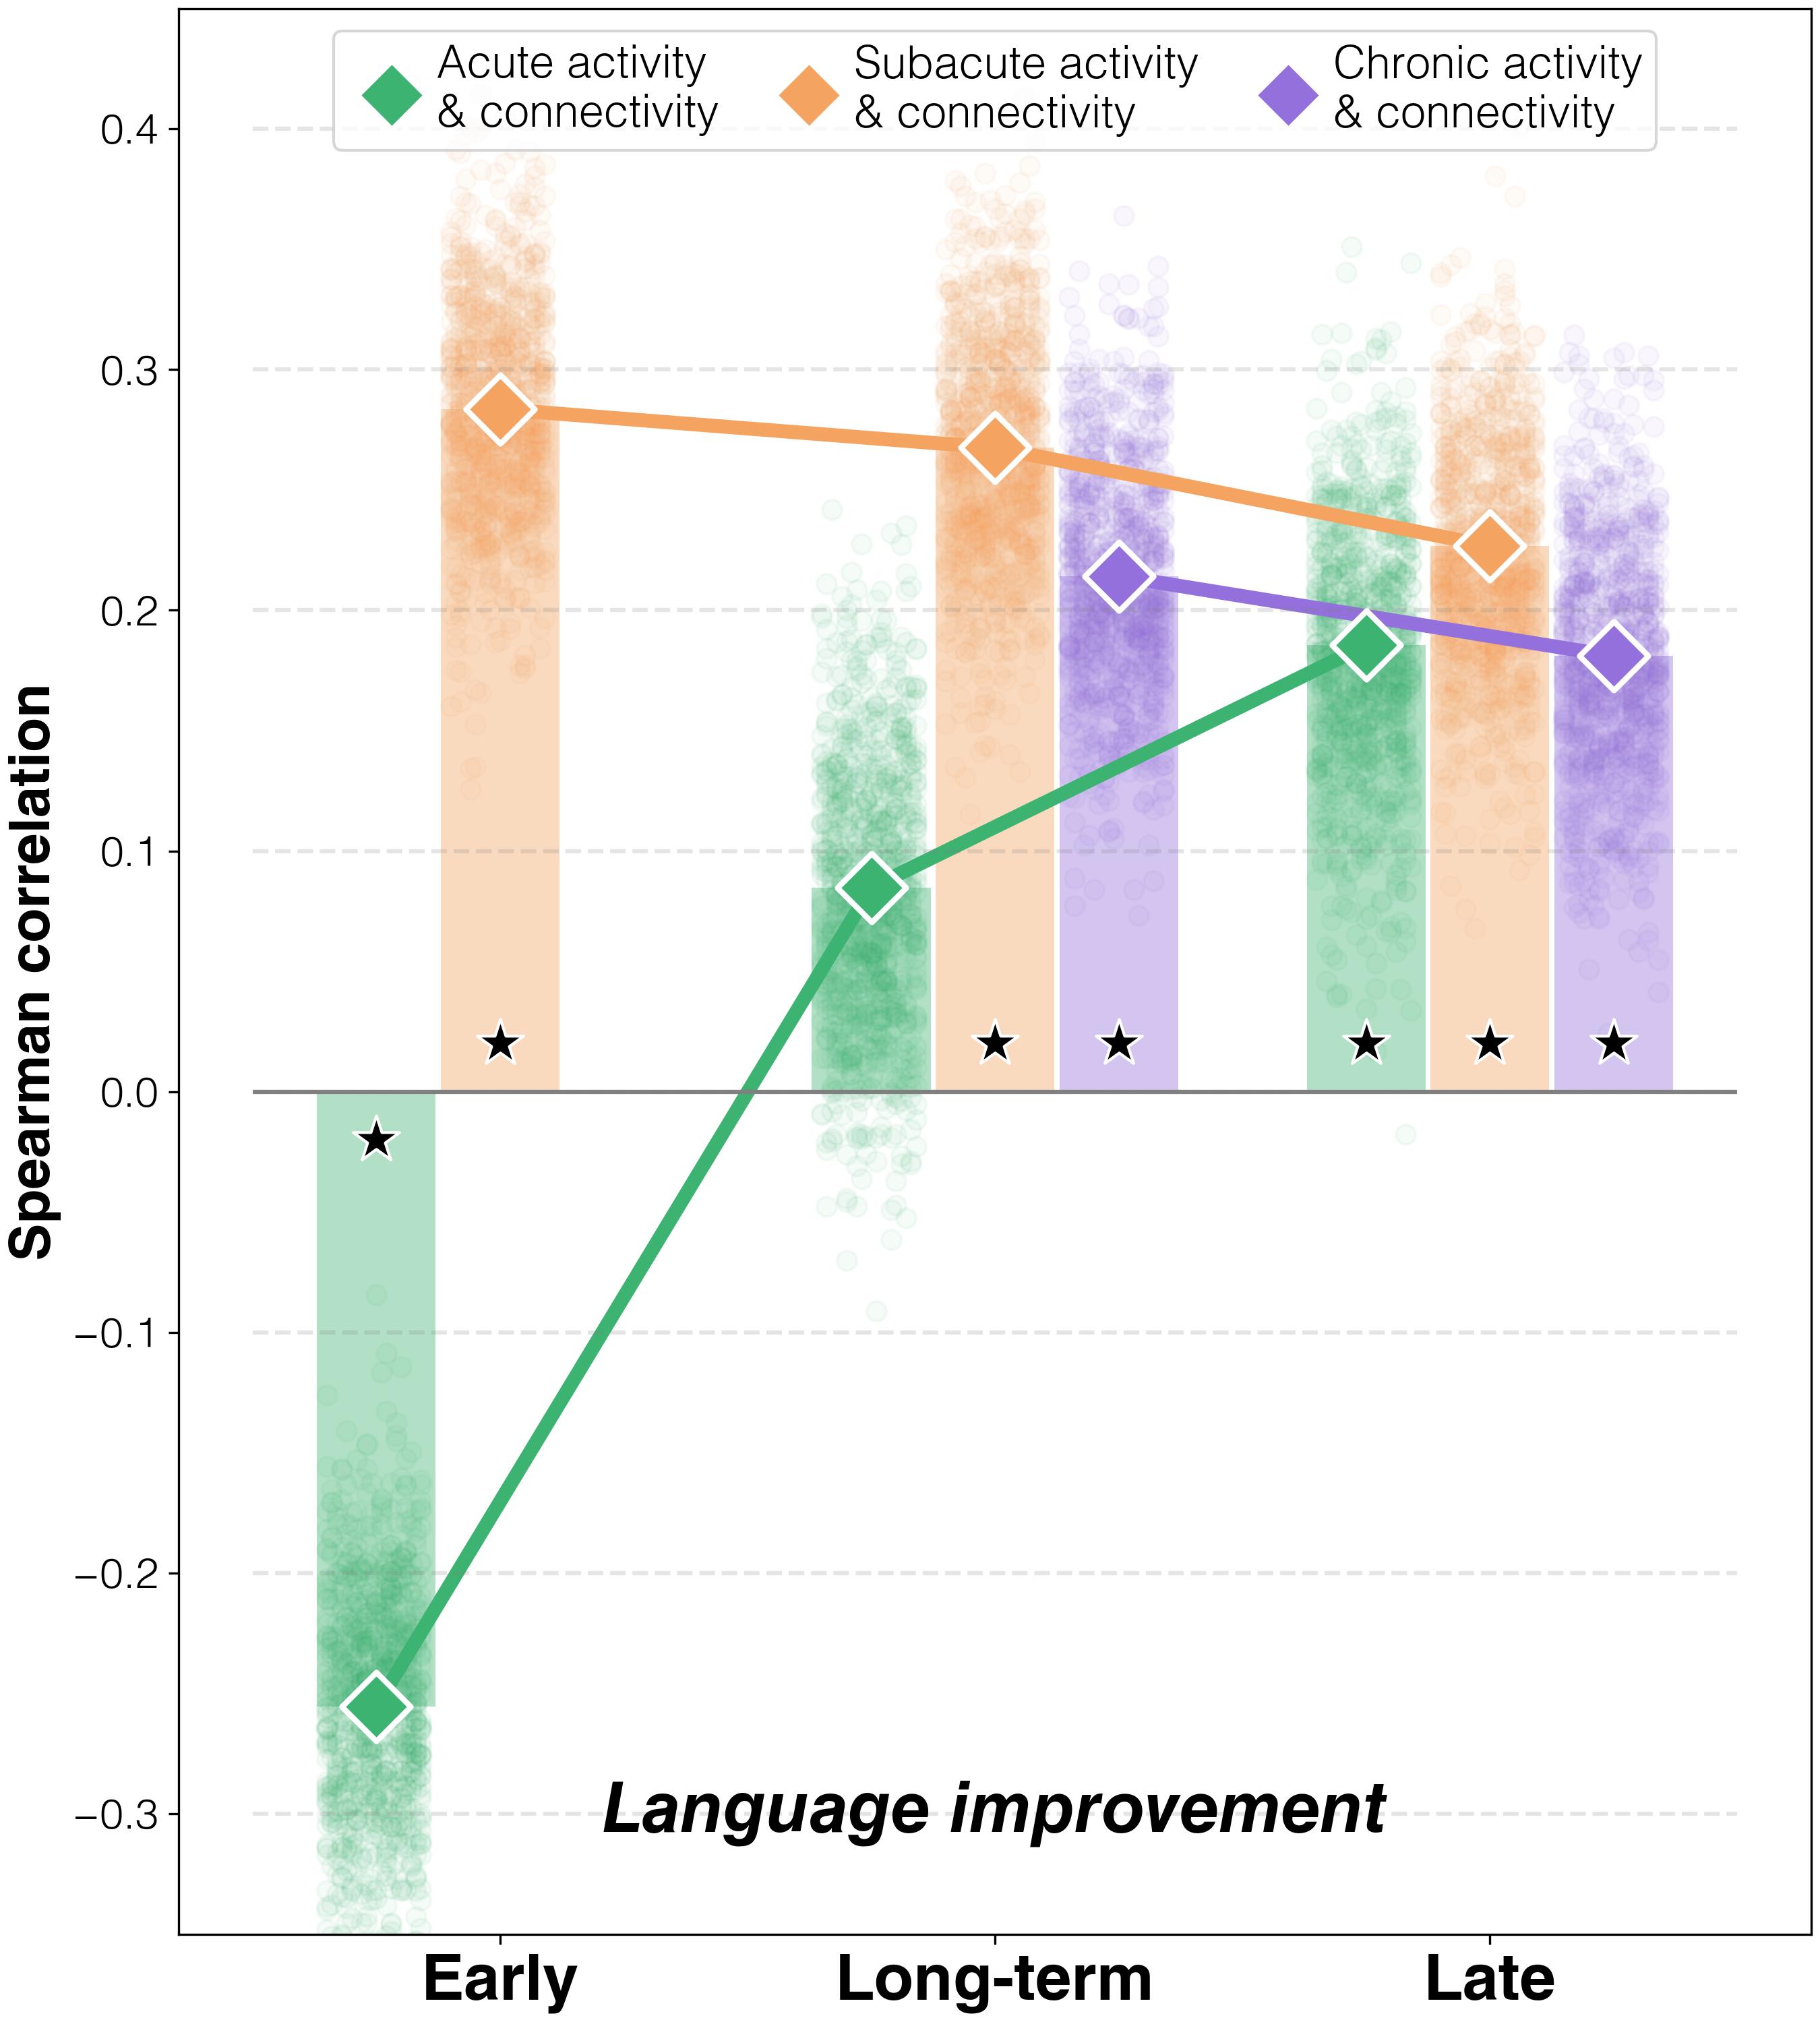 Acute activity
& connectivity
Subacute activity
& connectivity
Chronic activity
& connectivity
0.4
0.3
0.2
0.1
0.0
−0.1
−0.2
−0.3
Spearman correlation
Language improvement
Early
Long-term
Late